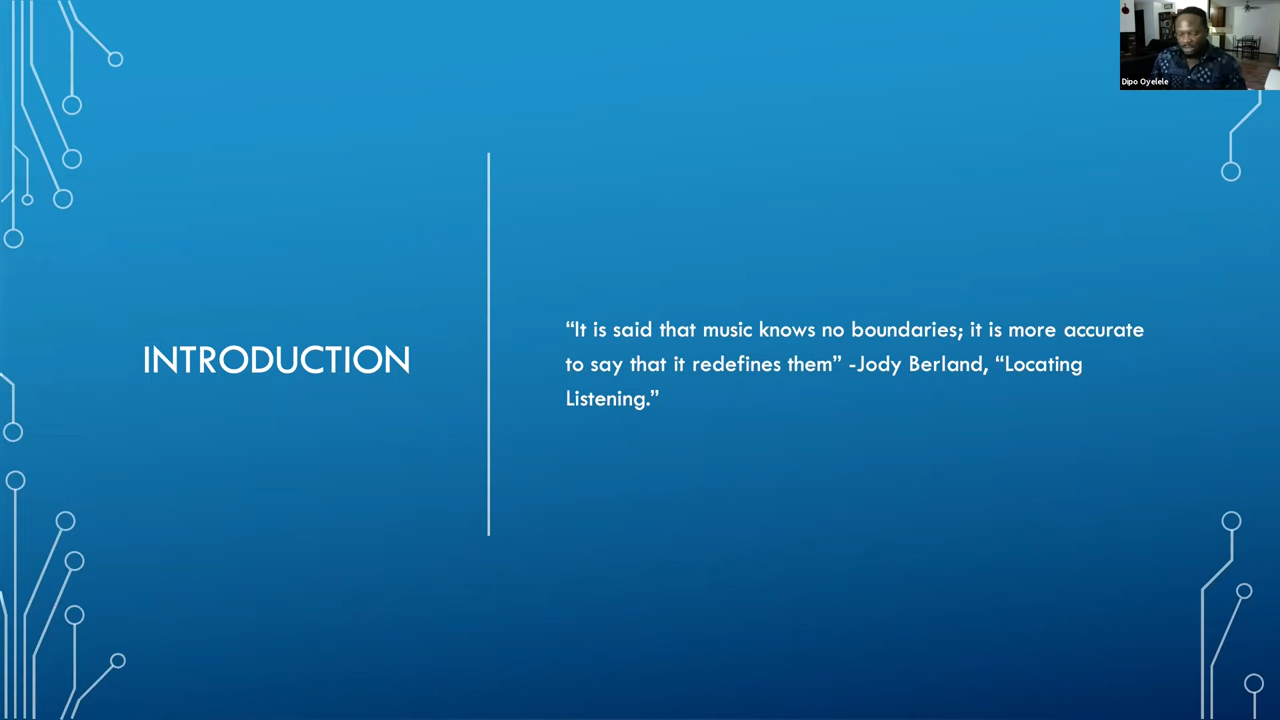 Dipo Oyelele
INTRODUCTION
“It is said that music knows no boundaries; it is more accurate
to say that it redefines them” -Jody Berland, “Locating
Listening.”